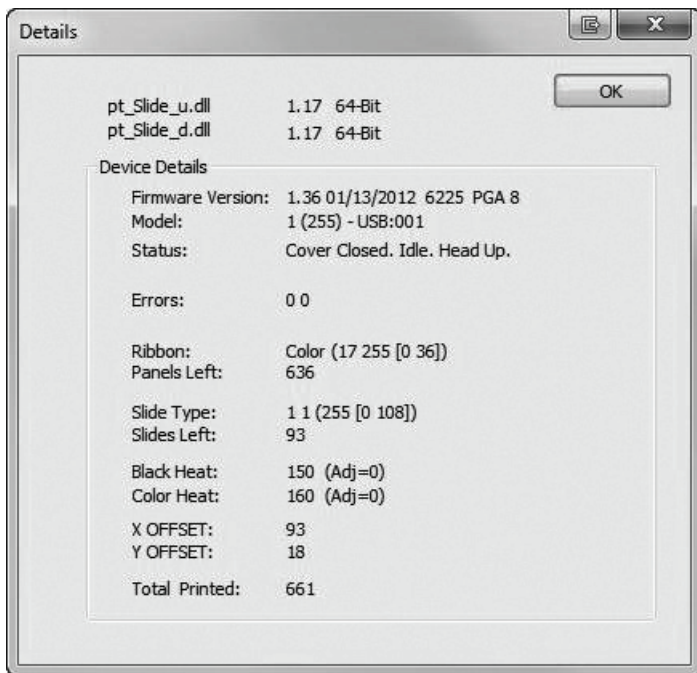 Details
OK
pt_Slide_u.dll 1.17 64-Bit
pt_Slide_d.dll 1.17 64-Bit
Device Details
Firmware Version: 1.36 01/13/2012 6225 PGA 8
Model: 1 (255) - USB:001
Status: Cover Closed. Idle. Head Up.
Errors: 0 0
Ribbon: Color (17 255 [0 36])
Panels Left: 636
Slide Type: 1 1 (255 [0 108])
Slides Left: 93
Black Heat: 150 (Adj=0)
Color Heat: 160 (Adj=0)
X OFFSET: 93
Y OFFSET: 18
Total Printed: 661